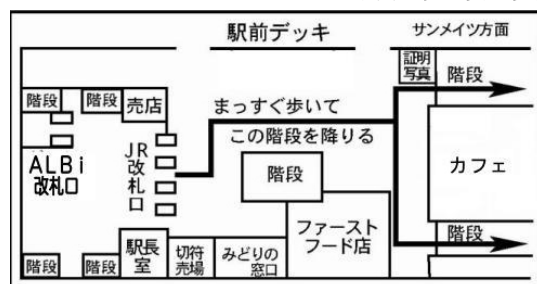 駅前デッキ
サンメイツ方面
証明
写真
階段
階段
階段
売店
まっすぐ歩いて
この階段を降りる
ALBi
改札口
JR
改
札
口
階段
カフェ
ファースト
フード店
階段
階段
階段
駅長
室
切符
売場
みどりの
窓口